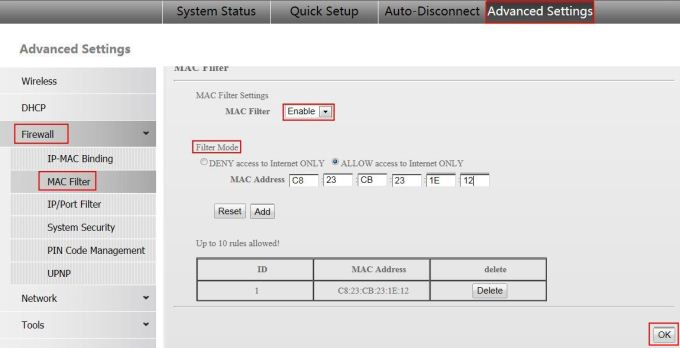 System Status Quick Setup Auto-Disconnect Advanced Settings
Advanced Settings
Wireless
DHCP
Firewall
IP-MAC Binding
MAC Filter
IP/Port Filter
System Security
PIN Code Management
UPNP
Network
Tools
MAC Filter
MAC Filter Settings
MAC Filter Enable
Filter Mode
DENY access to Internet ONLY ALLOW access to Internet ONLY
MAC Address C8 : 23 : CB : 23 : 1E : 12
Reset Add
Up to 10 rules allowed!
ID MAC Address delete
1 C8:23:CB:23:1E:12 Delete
OK